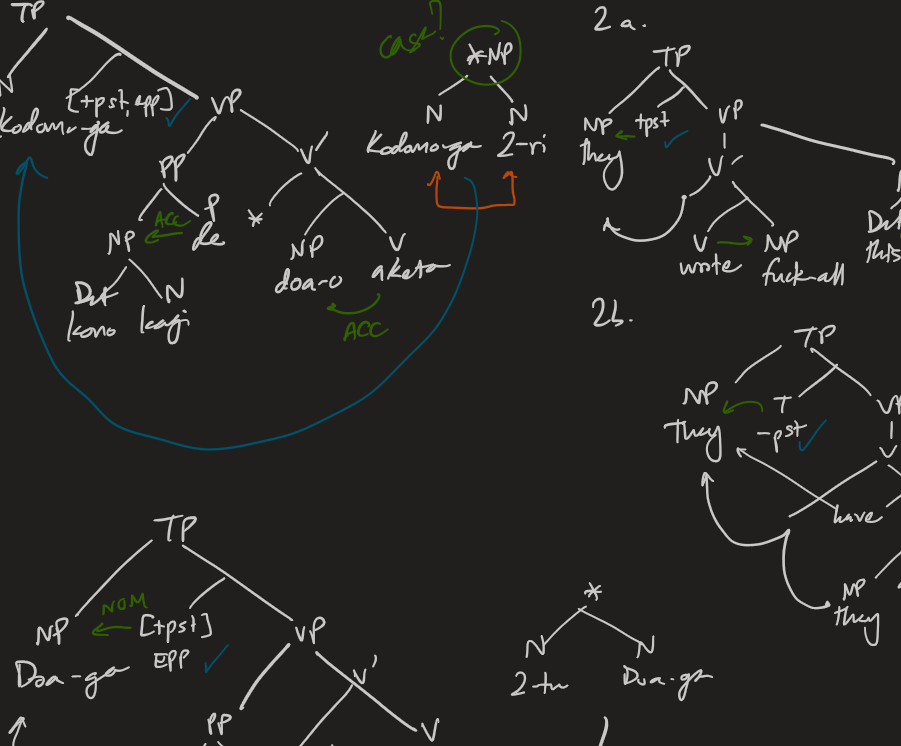 TP
N
Kodomo-ga
[+pst, EPP]
VP
PP
V'
NP
ACC
P
de
*
Det
N
kono
kagi
NP
V
doa-o
aketa
ACC
case?
*NP
N
N
Kodomo-ga
2-ri
2a.
TP
NP
+pst
VP
they
V'
V
NP
wrote
fuck-all
Det
this
2b.
TP
NP
T
they
-pst
V
have
NP
they
TP
NOM
NP
[+pst]
VP
Doa-ga
EPP
V'
PP
V
*
N
N
2-tu
Doa-ga